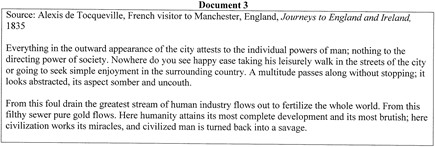 Document 3
Source: Alexis de Tocqueville, French visitor to Manchester, England, Journeys to England and Ireland,
1835
Everything in the outward appearance of the city attests to the individual powers of man; nothing to the
directing power of society. Nowhere do you see happy ease taking his leisurely walk in the streets of the city
or going to seek simple enjoyment in the surrounding country. A multitude passes along without stopping; it
looks abstracted, its aspect somber and uncouth.
From this foul drain the greatest stream of human industry flows out to fertilize the whole world. From this
filthy sewer pure gold flows. Here humanity attains its most complete development and its most brutish; here
civilization works its miracles, and civilized man is turned back into a savage.